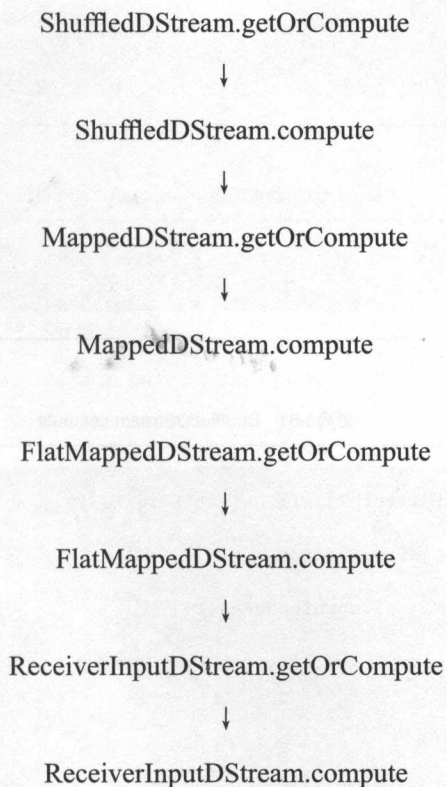 ShuffledDStream.getOrCompute
↓
ShuffledDStream.compute
↓
MappedDStream.getOrCompute
↓
MappedDStream.compute
↓
FlatMappedDStream.getOrCompute
↓
FlatMappedDStream.compute
↓
ReceiverInputDStream.getOrCompute
↓
ReceiverInputDStream.compute